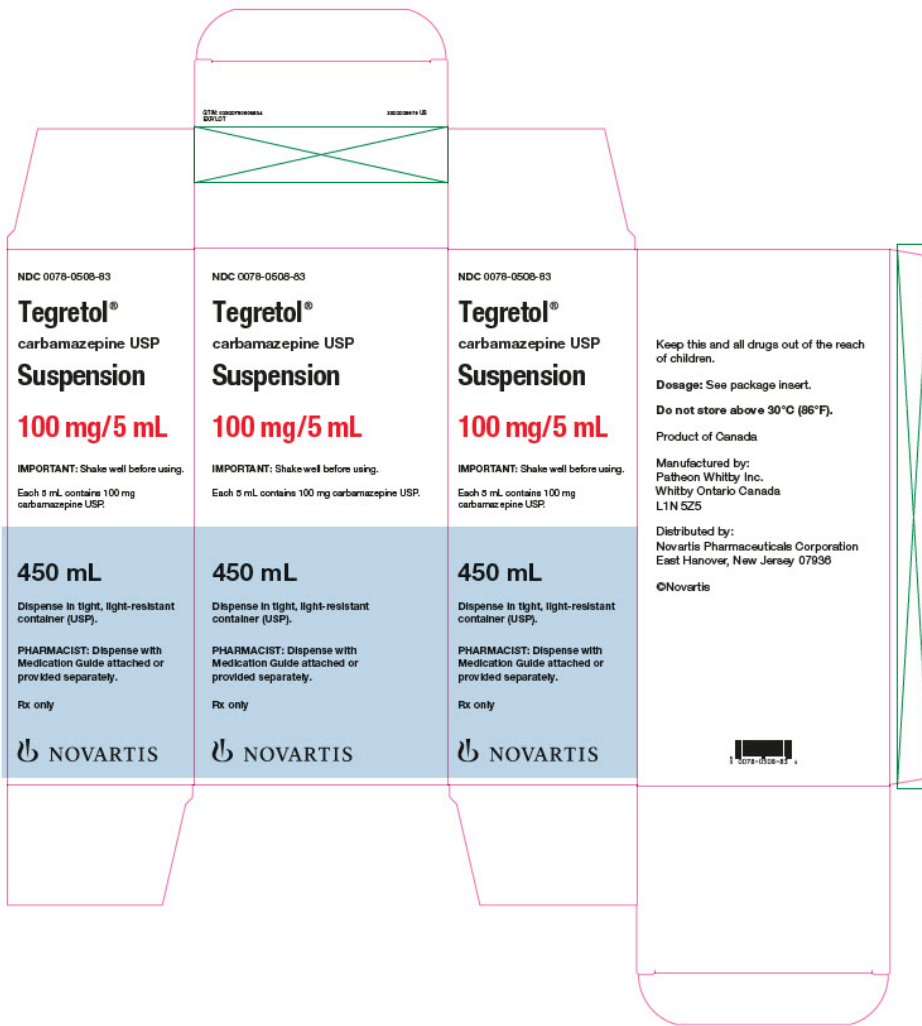 EXP/LOT
NDC 0078-0508-83
Tegretol®
carbamazepine USP
Suspension
100 mg/5 mL
IMPORTANT: Shake well before using.
Each 5 mL contains 100 mg
carbamazepine USP.
450 mL
Dispense in tight, light-resistant
container (USP).
PHARMACIST: Dispense with
Medication Guide attached or
provided separately.
Rx only
NOVARTIS
NDC 0078-0508-83
Tegretol®
carbamazepine USP
Suspension
100 mg/5 mL
IMPORTANT: Shake well before using.
Each 5 mL contains 100 mg carbamazepine USP.
450 mL
Dispense in tight, light-resistant
container (USP).
PHARMACIST: Dispense with
Medication Guide attached or
provided separately.
Rx only
NOVARTIS
NDC 0078-0508-83
Tegretol®
carbamazepine USP
Suspension
100 mg/5 mL
IMPORTANT: Shake well before using.
Each 5 mL contains 100 mg
carbamazepine USP.
450 mL
Dispense in tight, light-resistant
container (USP).
PHARMACIST: Dispense with
Medication Guide attached or
provided separately.
Rx only
NOVARTIS
Keep this and all drugs out of the reach
of children.
Dosage: See package insert.
Do not store above 30°C (86°F).
Product of Canada
Manufactured by:
Patheon Whitby Inc.
Whitby Ontario Canada
L1N 5Z5
Distributed by:
Novartis Pharmaceuticals Corporation
East Hanover, New Jersey 07936
©Novartis
3 0078-0508-83 4